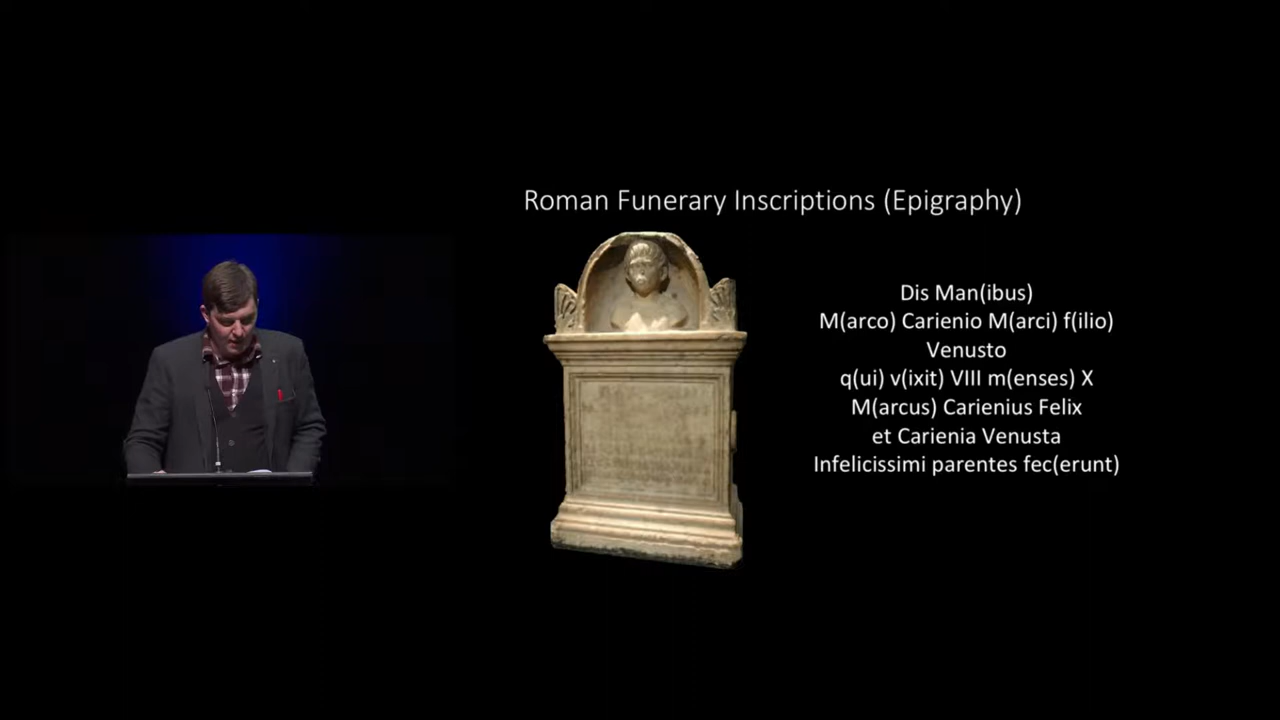 Roman Funerary Inscriptions (Epigraphy)
Dis Man(ibus)
M(arco) Carienio M(arci) f(ilio)
Venusto
q(ui) v(ixit) VIII m(enses) X
M(arcus) Carienius Felix
et Carienia Venusta
Infelicissimi parentes fec(erunt)